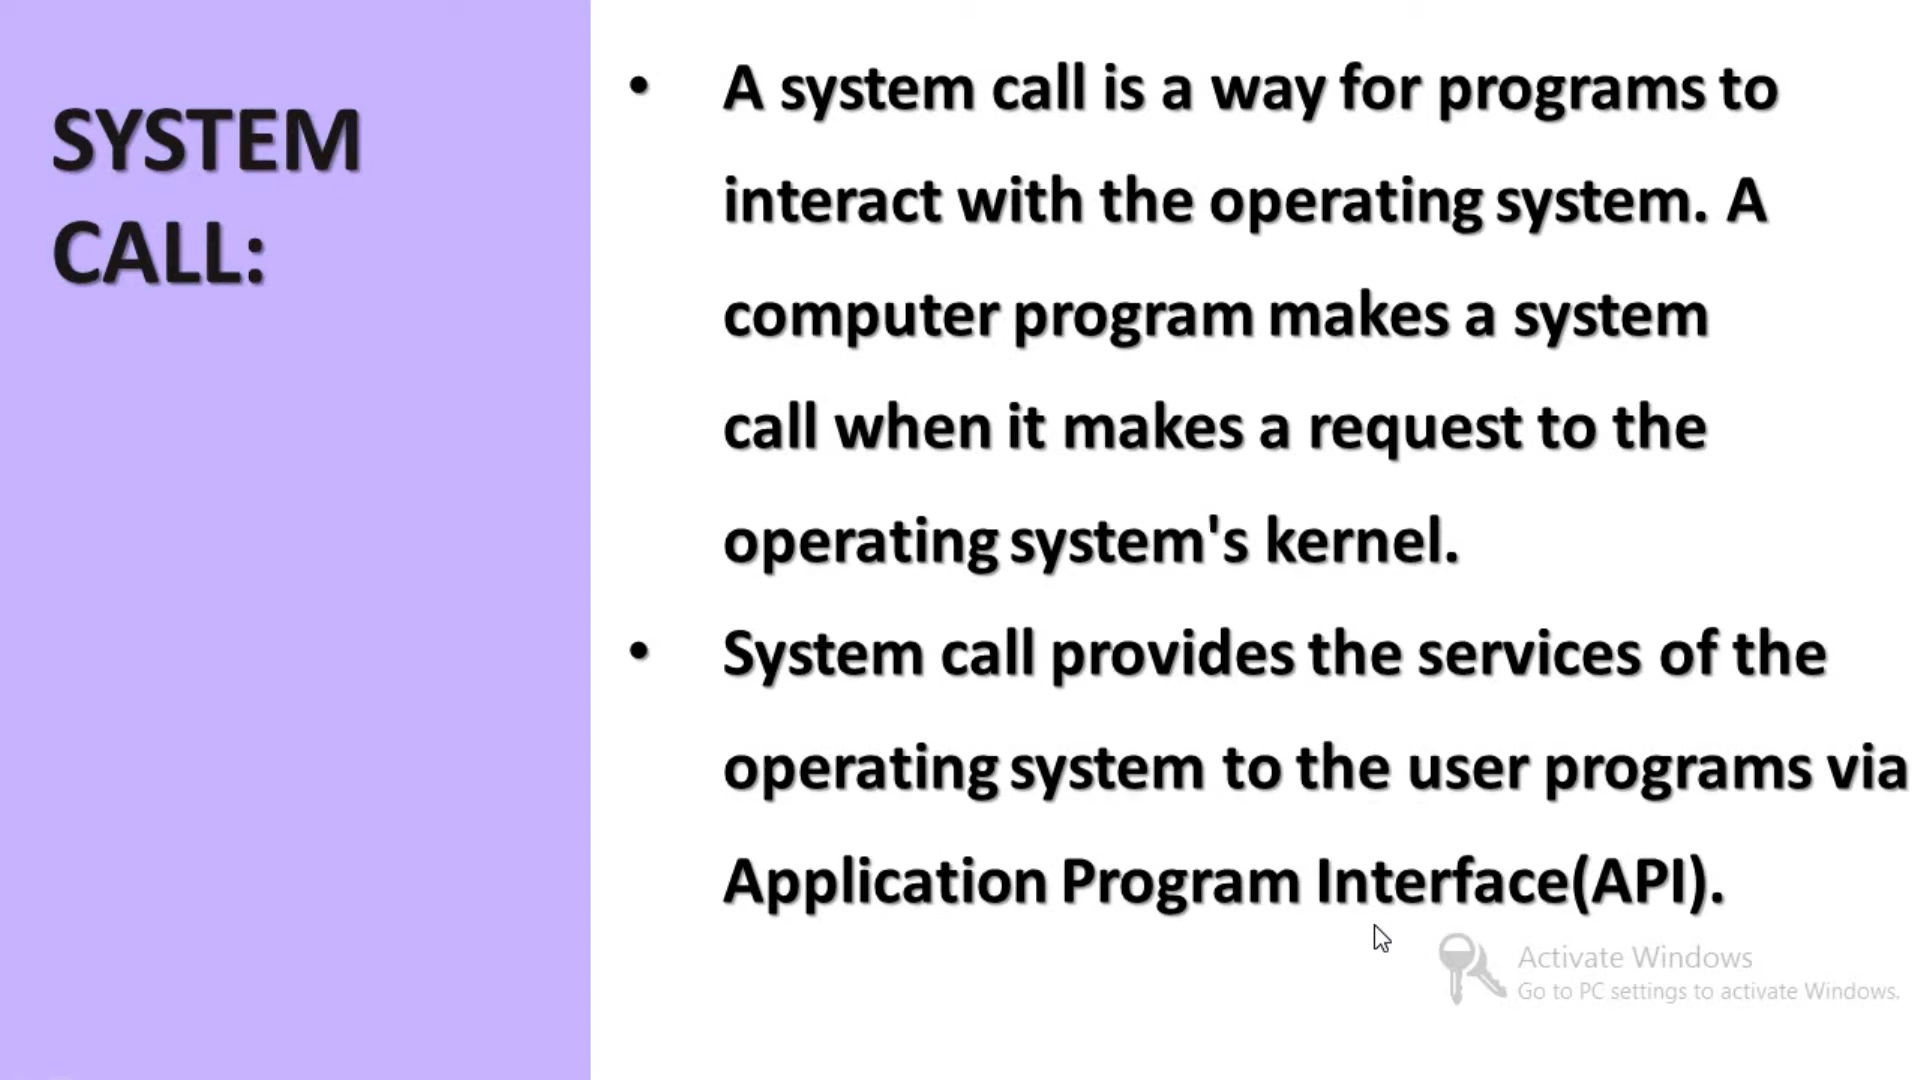 SYSTEM
CALL:
• A system call is a way for programs to
interact with the operating system. A
computer program makes a system
call when it makes a request to the
operating system's kernel.
• System call provides the services of the
operating system to the user programs via
Application Program Interface(API).
Activate Windows
Go to PC settings to activate Windows.